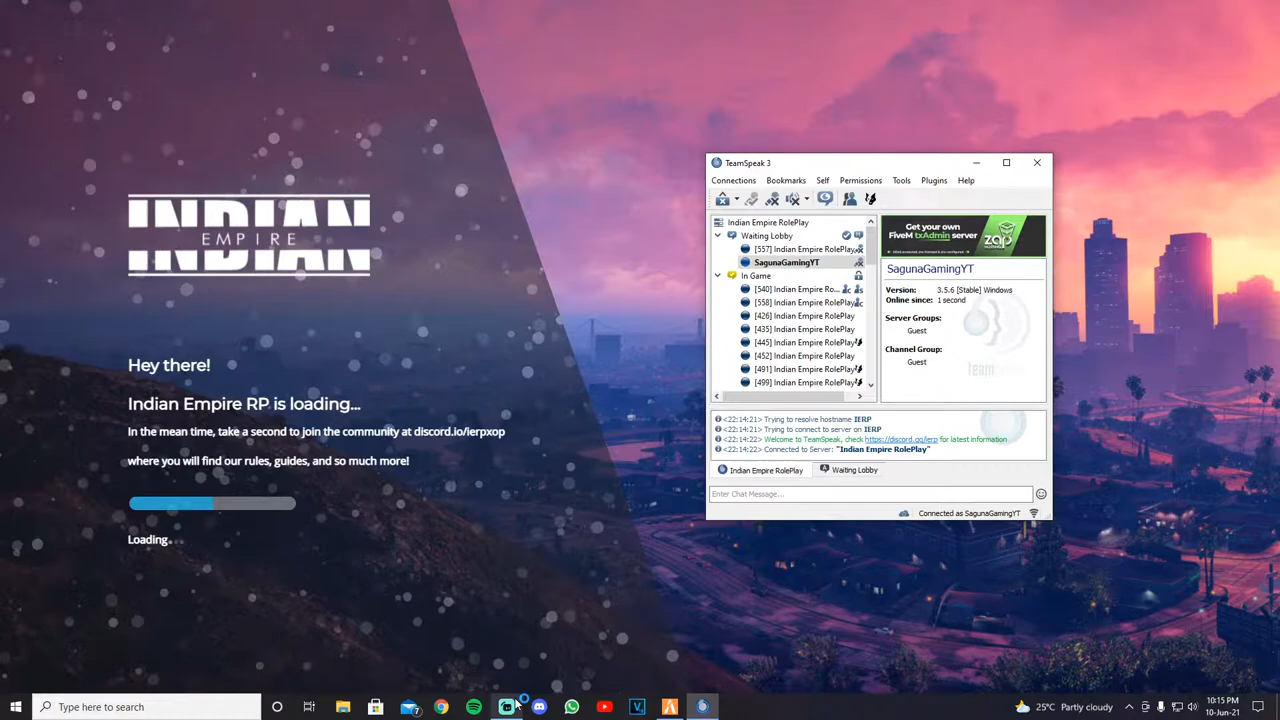 INDIAN
EMPIRE
INDIAN
Hey there!
Indian Empire RP is loading...
In the mean time, take a second to join the community at discord.io/ierpxop
where you will find our rules, guides, and so much more!
Loading
TeamSpeak 3
Connections Bookmarks Self Permissions Tools Plugins Help
Indian Empire RolePlay
Waiting Lobby
[557] Indian Empire RolePlay
SagunaGamingYT
In Game
[540] Indian Empire Ro...
[558] Indian Empire RolePlay
[426] Indian Empire RolePlay
[435] Indian Empire RolePlay
[445] Indian Empire RolePlay
[452] Indian Empire RolePlay
[491] Indian Empire RolePlay
[499] Indian Empire RolePlay
Get your own
FiveM txAdmin server
ZAP
SagunaGamingYT
Version: 3.5.6 [Stable] Windows
Online since: 1 second
Server Groups:
Guest
Channel Group:
Guest
<22:14:21> Trying to resolve hostname IERP
<22:14:21> Trying to connect to server on IERP
<22:14:22> Welcome to TeamSpeak, check https://discord.gg/ierp for latest information
<22:14:22> Connected to Server: "Indian Empire RolePlay"
Indian Empire RolePlay Waiting Lobby
Enter Chat Message...
Connected as SagunaGamingYT
Type here to search
7
25°C Partly cloudy
10:15 PM
10-Jun-21